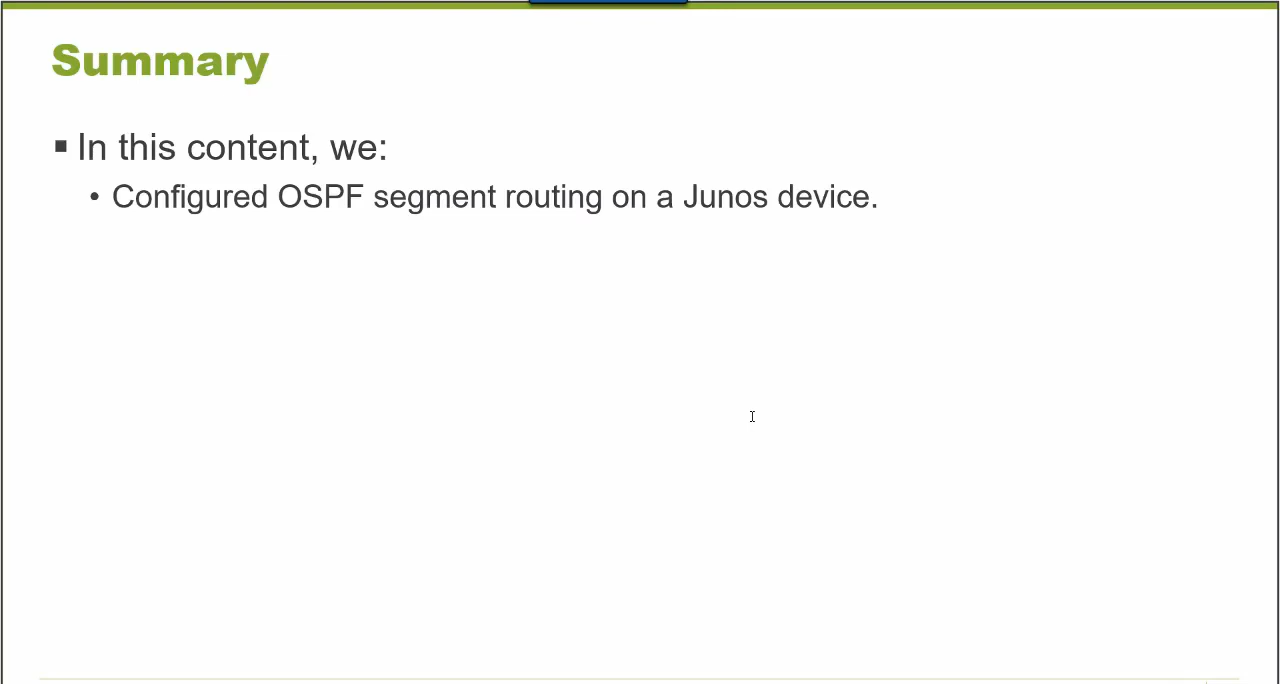 Summary
▪ In this content, we:
• Configured OSPF segment routing on a Junos device.